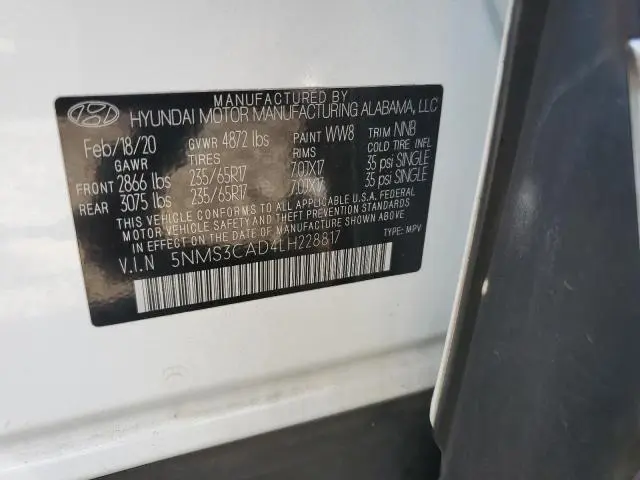 MANUFACTURED BY
HYUNDAI MOTOR MANUFACTURING ALABAMA, LLC
Feb/18/20 GVWR 4872 lbs PAINT WW8 TRIM NNB
GAWR TIRES RIMS COLD TIRE INFL
FRONT 2866 lbs 235/65R17 7.0JX17 35 psi SINGLE
REAR 3075 lbs 235/65R17 7.0JX17 35 psi SINGLE
THIS VEHICLE CONFORMS TO ALL APPLICABLE U.S.A. FEDERAL
MOTOR VEHICLE SAFETY AND THEFT PREVENTION STANDARDS
IN EFFECT ON THE DATE OF MANUFACTURE SHOWN ABOVE.
V.I.N 5NMS3CAD4LH228817 TYPE: MPV